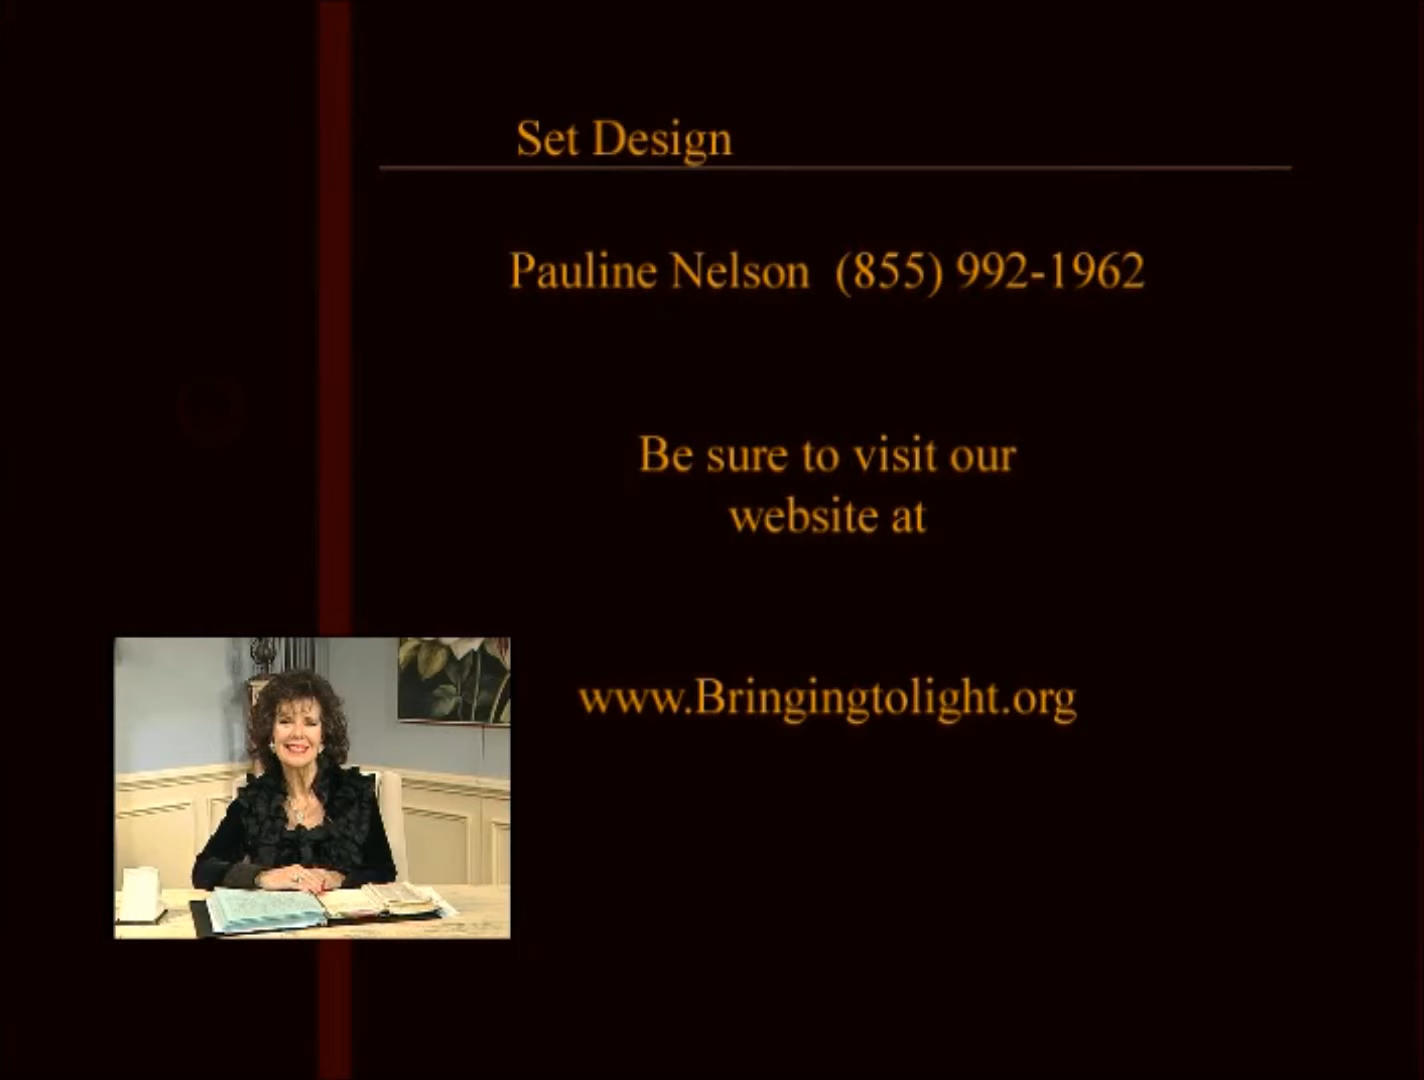 Set Design
Pauline Nelson (855) 992-1962
Be sure to visit our
website at
www.Bringingtolight.org